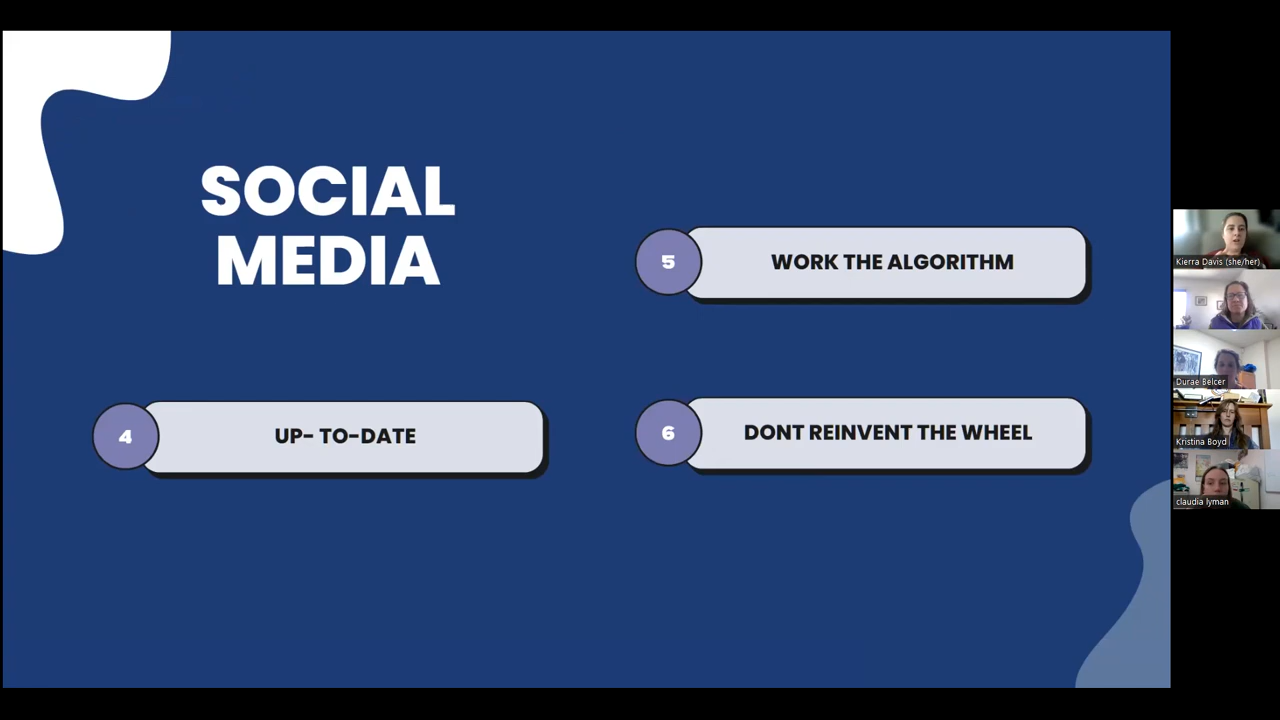 SOCIAL
MEDIA
4
UP- TO-DATE
5
WORK THE ALGORITHM
6
DONT REINVENT THE WHEEL
Kierra Davis (she/her)
Durae Belcer
Kristina Boyd
claudia lyman